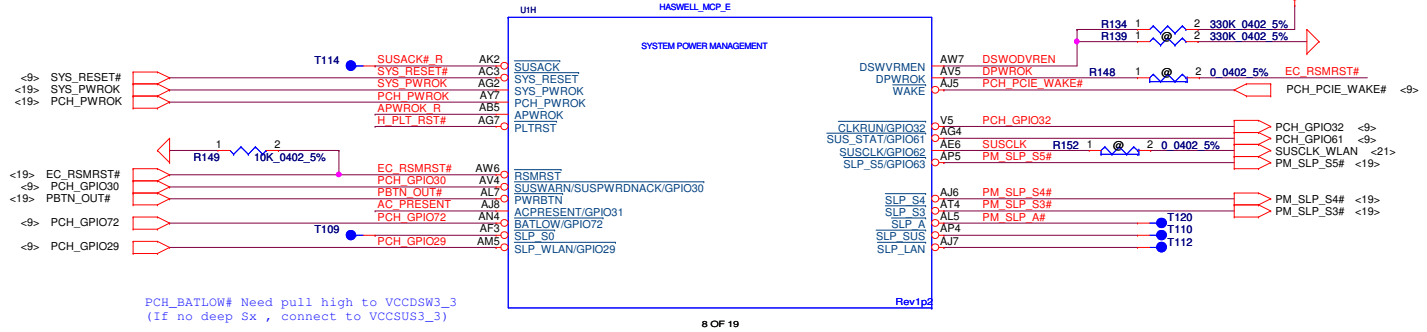 U1H
HASWELL_MCP_E
SYSTEM POWER MANAGEMENT
R134 1 2 330K_0402_5%
R139 1 @ 2 330K_0402_5%
T114 SUSACK#_R AK2 SUSACK
DSWVRMEN AW7 DSWODVREN
<9> SYS_RESET# SYS_RESET# AC3 SYS_RESET
DPWROK AV5 DPWROK R148 1 @ 2 0_0402_5% EC_RSMRST#
<19> SYS_PWROK SYS_PWROK AG2 SYS_PWROK
WAKE AJ5 PCH_PCIE_WAKE# PCH_PCIE_WAKE# <9>
<19> PCH_PWROK PCH_PWROK AY7 PCH_PWROK
APWROK_R AB5 APWROK
H_PLT_RST# AG7 PLTRST
CLKRUN/GPIO32 V5 PCH_GPIO32 PCH_GPIO32 <9>
SUS_STAT/GPIO61 AG4 PCH_GPIO61 <9>
SUSCLK/GPIO62 AE6 SUSCLK R152 1 @ 2 0_0402_5% SUSCLK_WLAN <21>
SLP_S5/GPIO63 AP5 PM_SLP_S5# PM_SLP_S5# <19>
R149 1 2 10K_0402_5%
<19> EC_RSMRST# EC_RSMRST# AW6 RSMRST
<9> PCH_GPIO30 PCH_GPIO30 AV4 SUSWARN/SUSPWRDNACK/GPIO30
<19> PBTN_OUT# PBTN_OUT# AL7 PWRBTN
SLP_S4 AJ6 PM_SLP_S4# PM_SLP_S4# <19>
AC_PRESENT AJ8 ACPRESENT/GPIO31
SLP_S3 AT4 PM_SLP_S3# PM_SLP_S3# <19>
<9> PCH_GPIO72 PCH_GPIO72 AN4 BATLOW/GPIO72
SLP_A AL5 PM_SLP_A# T120
T109 AF3 SLP_S0
SLP_SUS AP4 T110
<9> PCH_GPIO29 PCH_GPIO29 AM5 SLP_WLAN/GPIO29
SLP_LAN AJ7 T112
PCH_BATLOW# Need pull high to VCCDSW3_3
(If no deep Sx , connect to VCCSUS3_3)
Rev1p2
8 OF 19